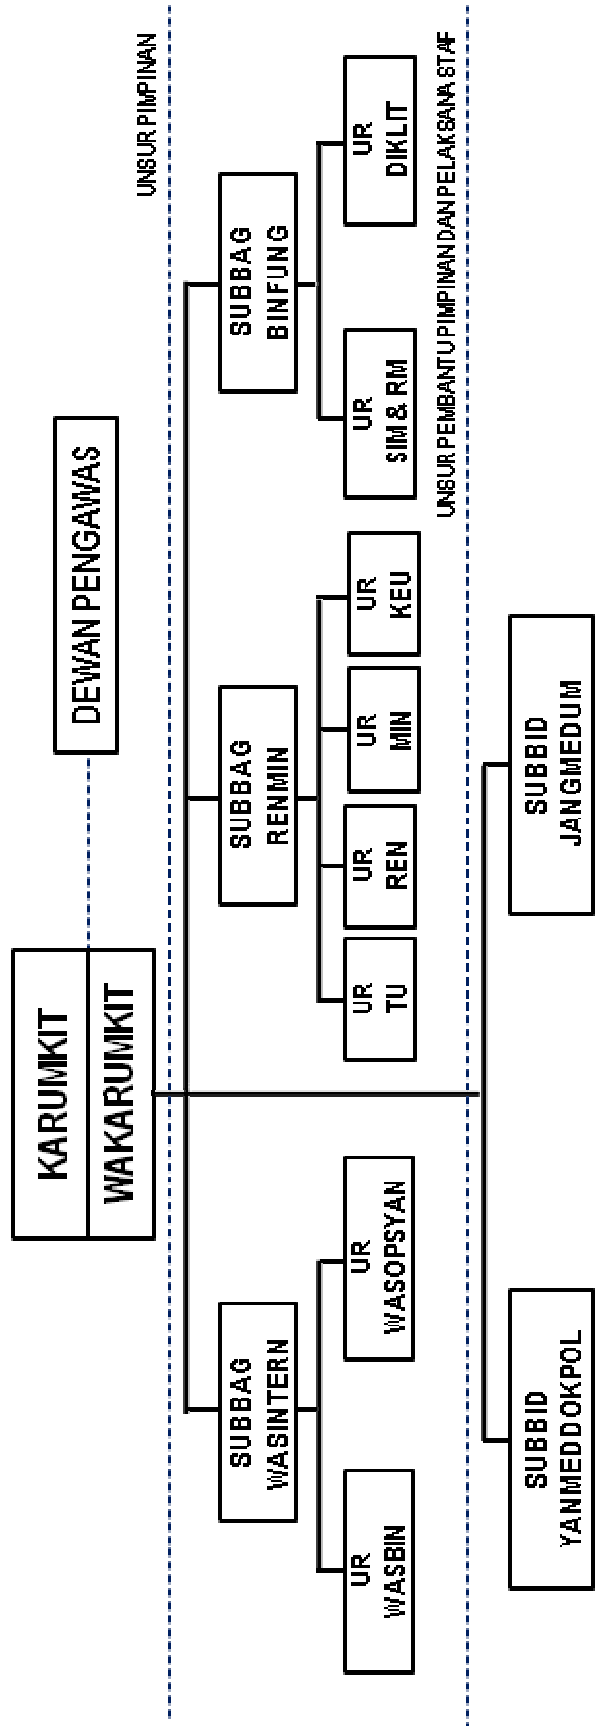 KARUMKIT
WAKARUMKIT
DEWAN PENGAWAS
UNSUR PIMPINAN
SUBBAG
WASINTERN
SUBBAG
RENMIN
SUBBAG
BINFUNG
UR
WASBIN
UR
WASOPSYAN
UR
TU
UR
REN
UR
MIN
UR
KEU
UR
SIM & RM
UR
DIKLIT
UNSUR PEMBANTU PIMPINAN DAN PELAKSANA STAF
SUBBID
YANMEDDOKPOL
SUBBID
JANGMEDUM